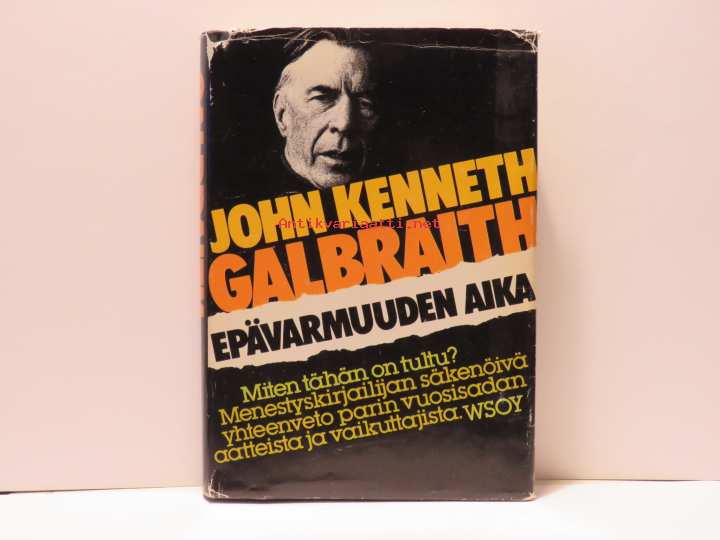 JOHN KENNETH
Antikvariaatti.net
GALBRAITH
EPÄVARMUUDEN AIKA
Miten tähän on tultu?
Menestyskirjailijan säkenöivä
yhteenveto parin vuosisadan
aatteista ja vaikuttajista. WSOY